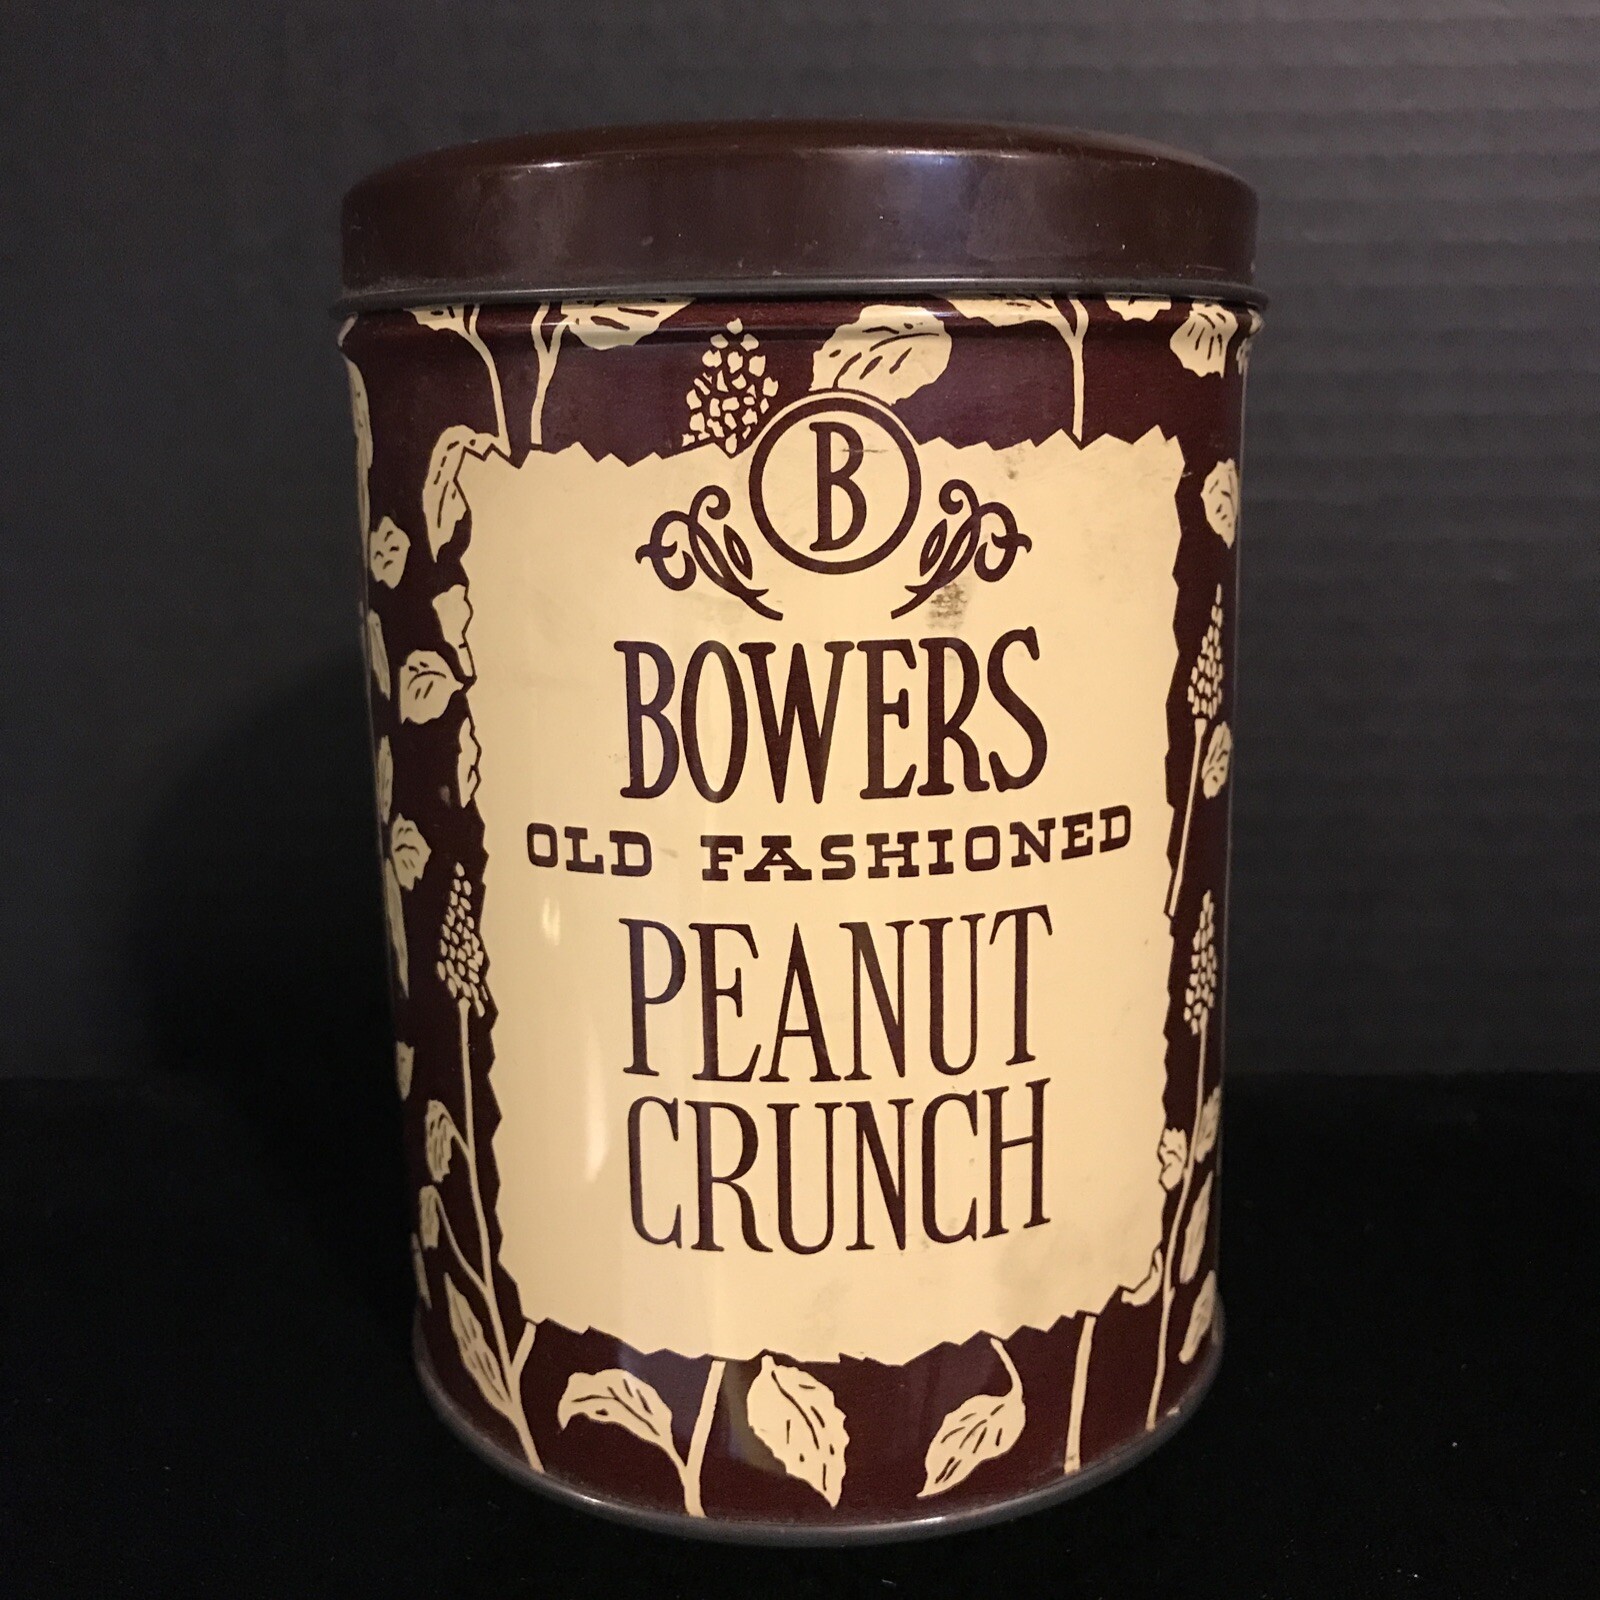 B
BOWERS
OLD FASHIONED
PEANUT
CRUNCH